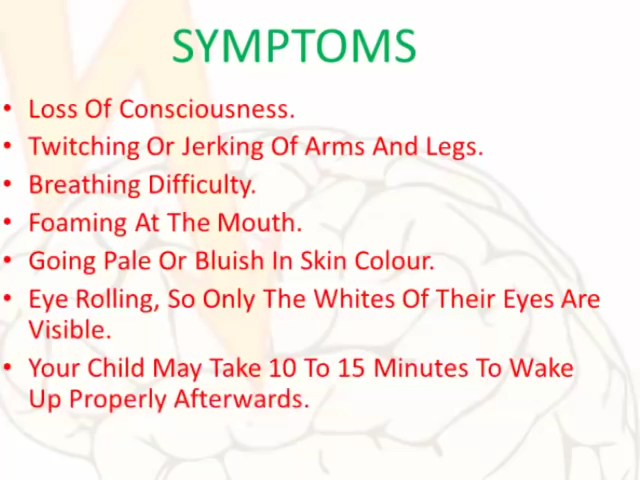 SYMPTOMS
• Loss Of Consciousness.
• Twitching Or Jerking Of Arms And Legs.
• Breathing Difficulty.
• Foaming At The Mouth.
• Going Pale Or Bluish In Skin Colour.
• Eye Rolling, So Only The Whites Of Their Eyes Are
Visible.
• Your Child May Take 10 To 15 Minutes To Wake
Up Properly Afterwards.